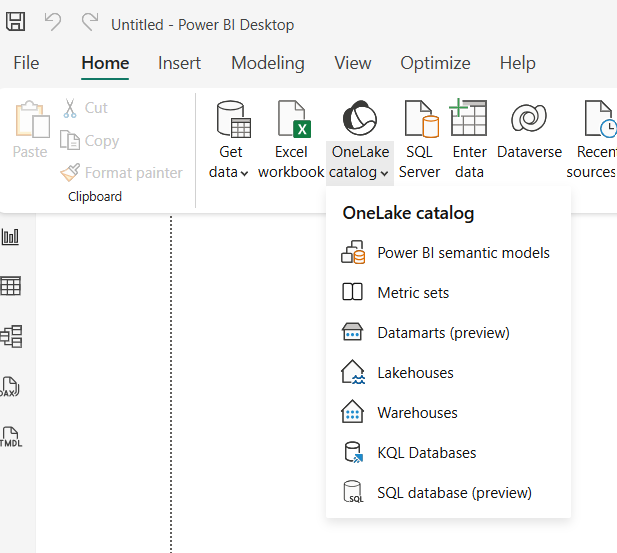 Untitled - Power BI Desktop
File Home Insert Modeling View Optimize Help
Paste
Cut
Copy
Format painter
Clipboard
Get
data
Excel
workbook
OneLake
catalog
SQL
Server
Enter
data
Dataverse
Recent
sources
OneLake catalog
Power BI semantic models
Metric sets
Datamarts (preview)
Lakehouses
Warehouses
KQL Databases
SQL database (preview)
SQL
DAX
TMDL